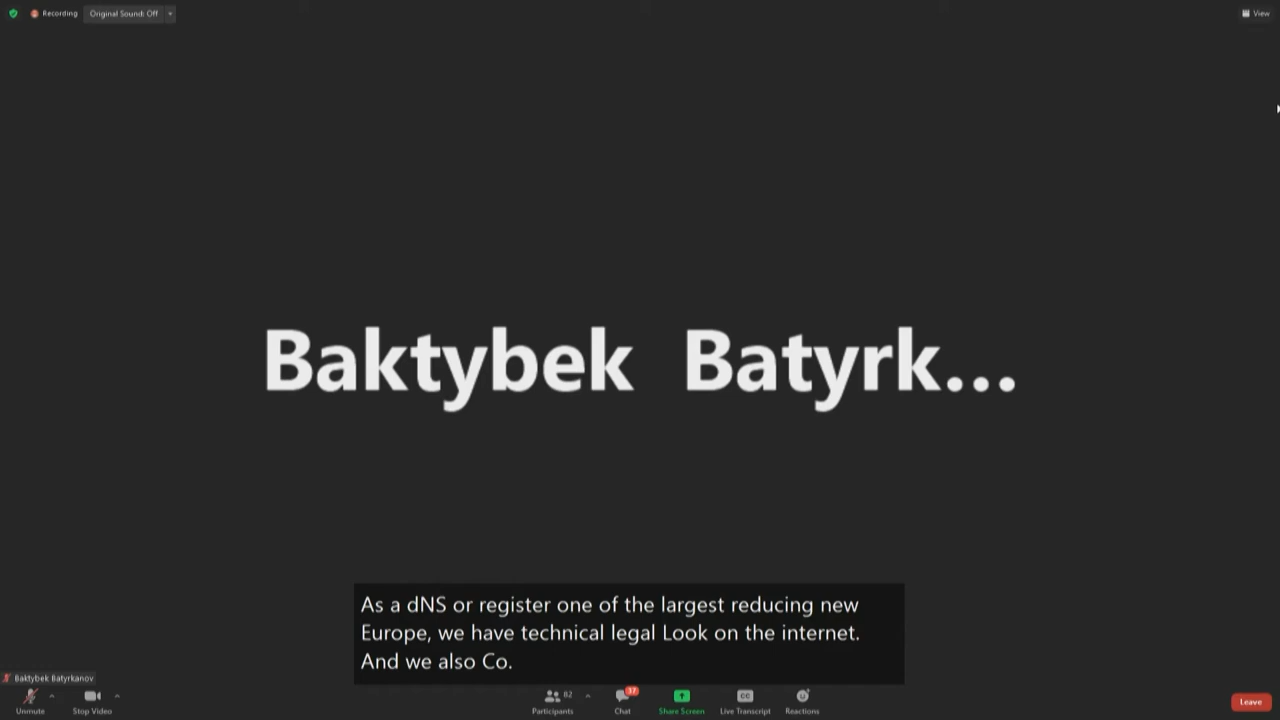 Recording Original Sound: Off View
Baktybek Batyrk...
As a dNS or register one of the largest reducing new
Europe, we have technical legal Look on the internet.
And we also Co.
Baktybek Batyrkanov
Unmute Stop Video Participants 82 Chat 37 Share Screen CC Live Transcript Reactions Leave